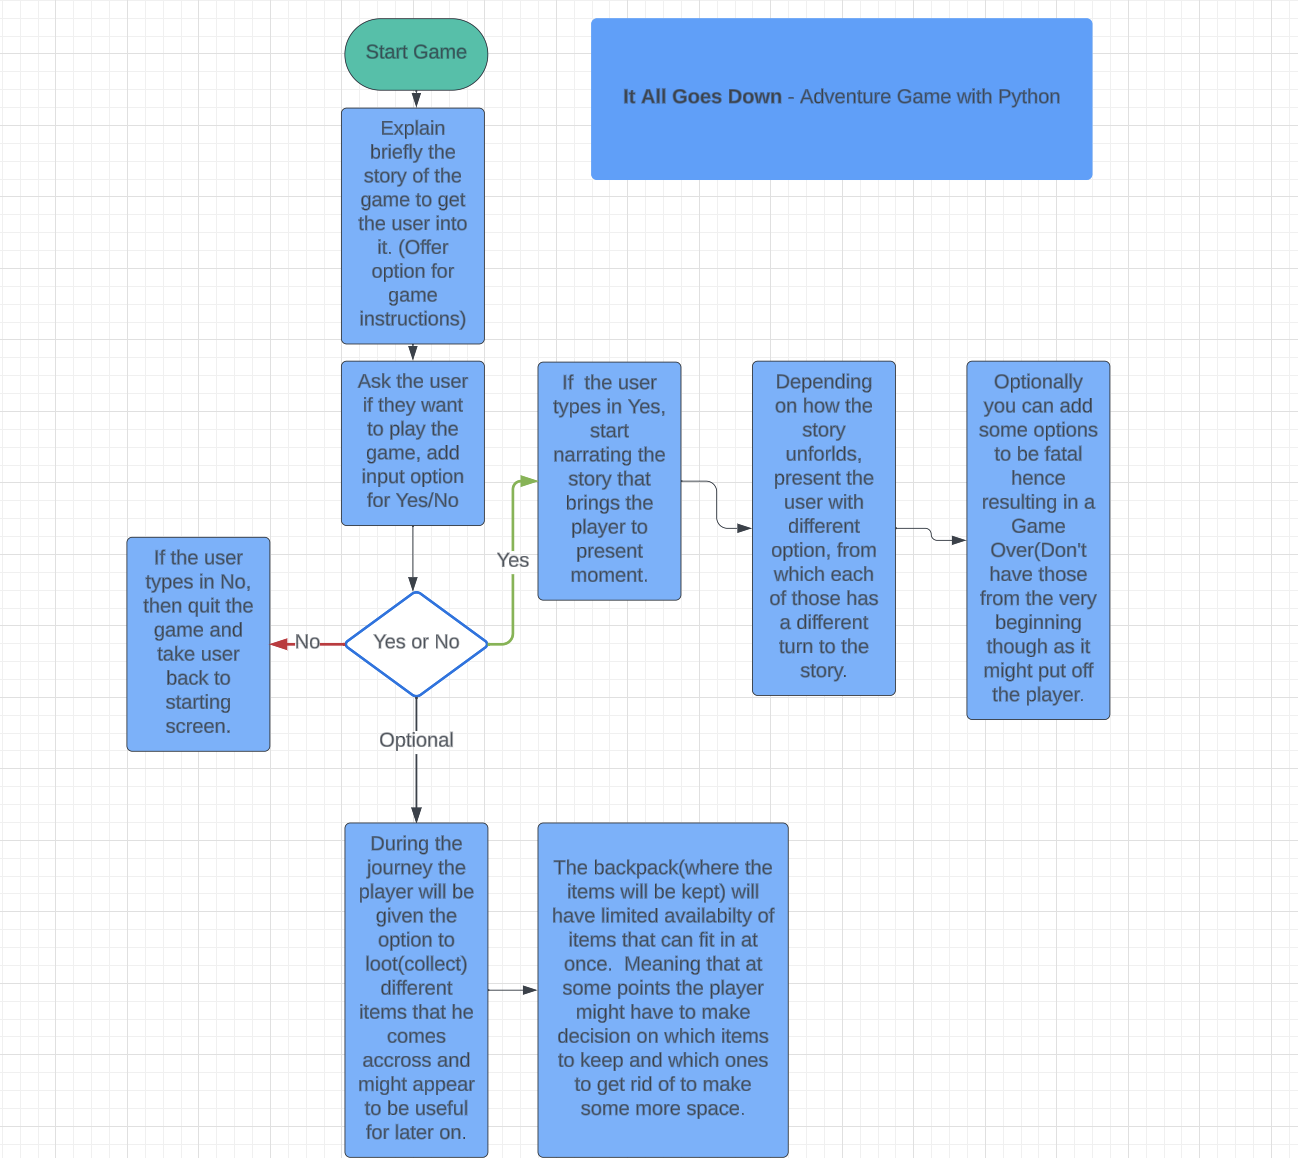 Start Game
It All Goes Down - Adventure Game with Python
Explain
briefly the
story of the
game to get
the user into
it. (Offer
option for
game
instructions)
Ask the user
if they want
to play the
game, add
input option
for Yes/No
If  the user
types in Yes,
start
narrating the
story that
brings the
player to
present
moment.
Depending
on how the
story
unforlds,
present the
user with
different
option, from
which each
of those has
a different
turn to the
story.
Optionally
you can add
some options
to be fatal
hence
resulting in a
Game
Over(Don't
have those
from the very
beginning
though as it
might put off
the player.
Yes
If the user
types in No,
then quit the
game and
take user
back to
starting
screen.
No
Yes or No
Optional
During the
journey the
player will be
given the
option to
loot(collect)
different
items that he
comes
accross and
might appear
to be useful
for later on.
The backpack(where the
items will be kept) will
have limited availabilty of
items that can fit in at
once.  Meaning that at
some points the player
might have to make
decision on which items
to keep and which ones
to get rid of to make
some more space.